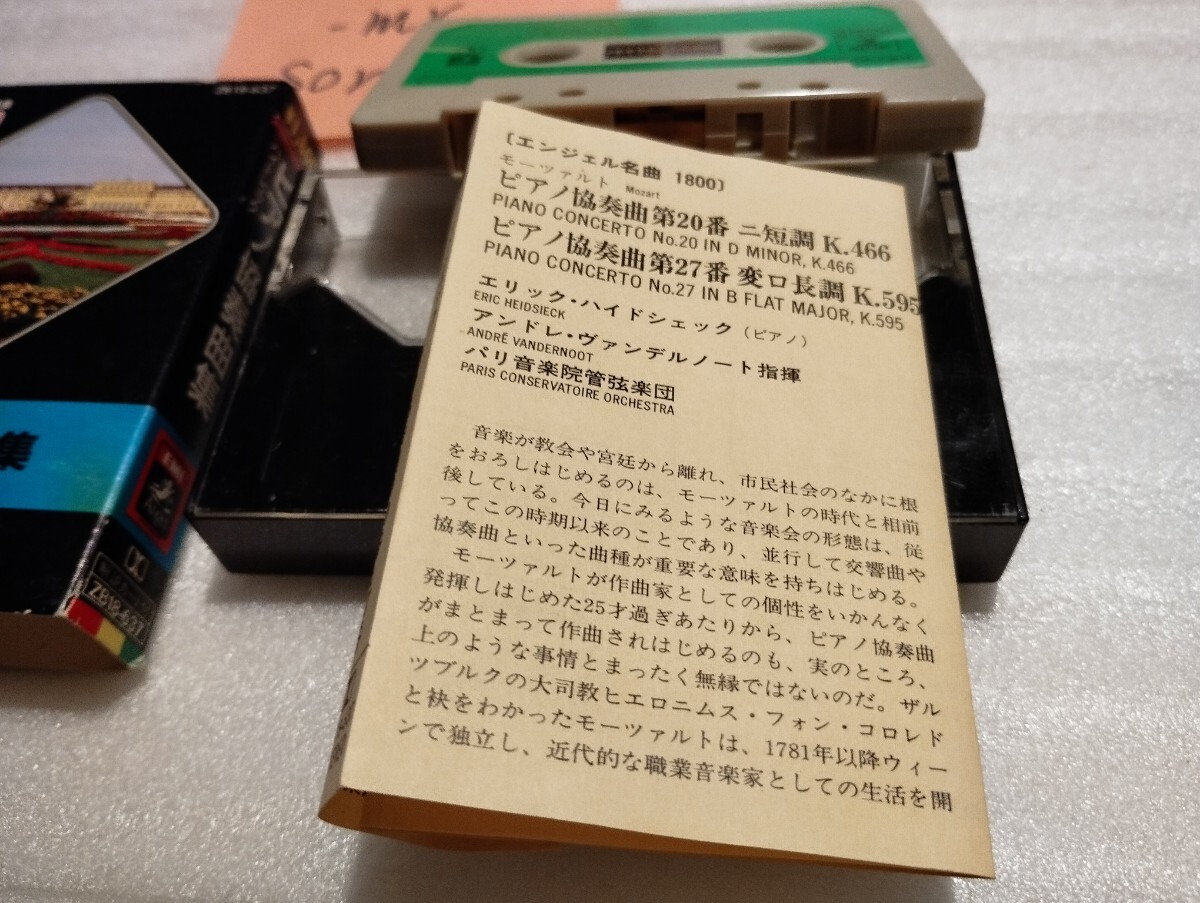 〔エンジェル名曲 1800〕
モーツァルト Mozart
ピアノ協奏曲第20番 ニ短調 K.466
PIANO CONCERTO No.20 IN D MINOR, K.466
ピアノ協奏曲第27番 変ロ長調 K.595
PIANO CONCERTO No.27 IN B FLAT MAJOR, K.595
エリック・ハイドシェック（ピアノ）
ERIC HEIDSIECK
アンドレ・ヴァンデルノート指揮
ANDRÉ VANDERNOOT
パリ音楽院管弦楽団
PARIS CONSERVATOIRE ORCHESTRA
音楽が教会や宮廷から離れ、市民社会のなかに根
をおろしはじめるのは、モーツァルトの時代と相前
後している。今日にみるような音楽会の形態は、従
ってこの時期以来のことであり、並行して交響曲や
協奏曲といった曲種が重要な意味を持ちはじめる。
モーツァルトが作曲家としての個性をいかんなく
発揮しはじめた25才過ぎあたりから、ピアノ協奏曲
がまとまって作曲されはじめるのも、実のところ、
上のような事情とまったく無縁ではないのだ。ザル
ツブルクの大司教ヒエロニムス・フォン・コロレド
と袂をわかったモーツァルトは、1781年以降ウィー
ンで独立し、近代的な職業音楽家としての生活を開
集
ZB18-637